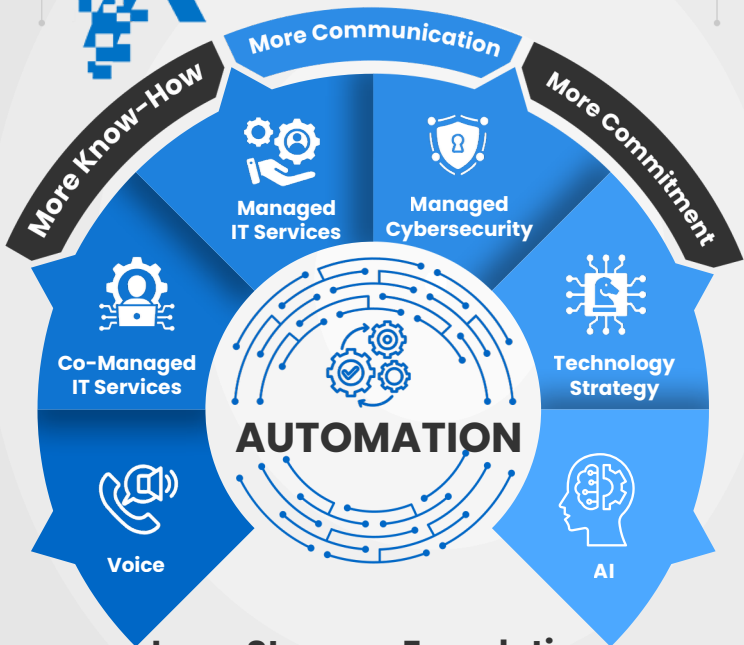 More Know-How
More Communication
More Commitment
Managed
IT Services
Managed
Cybersecurity
Co-Managed
IT Services
Technology
Strategy
AUTOMATION
Voice
AI